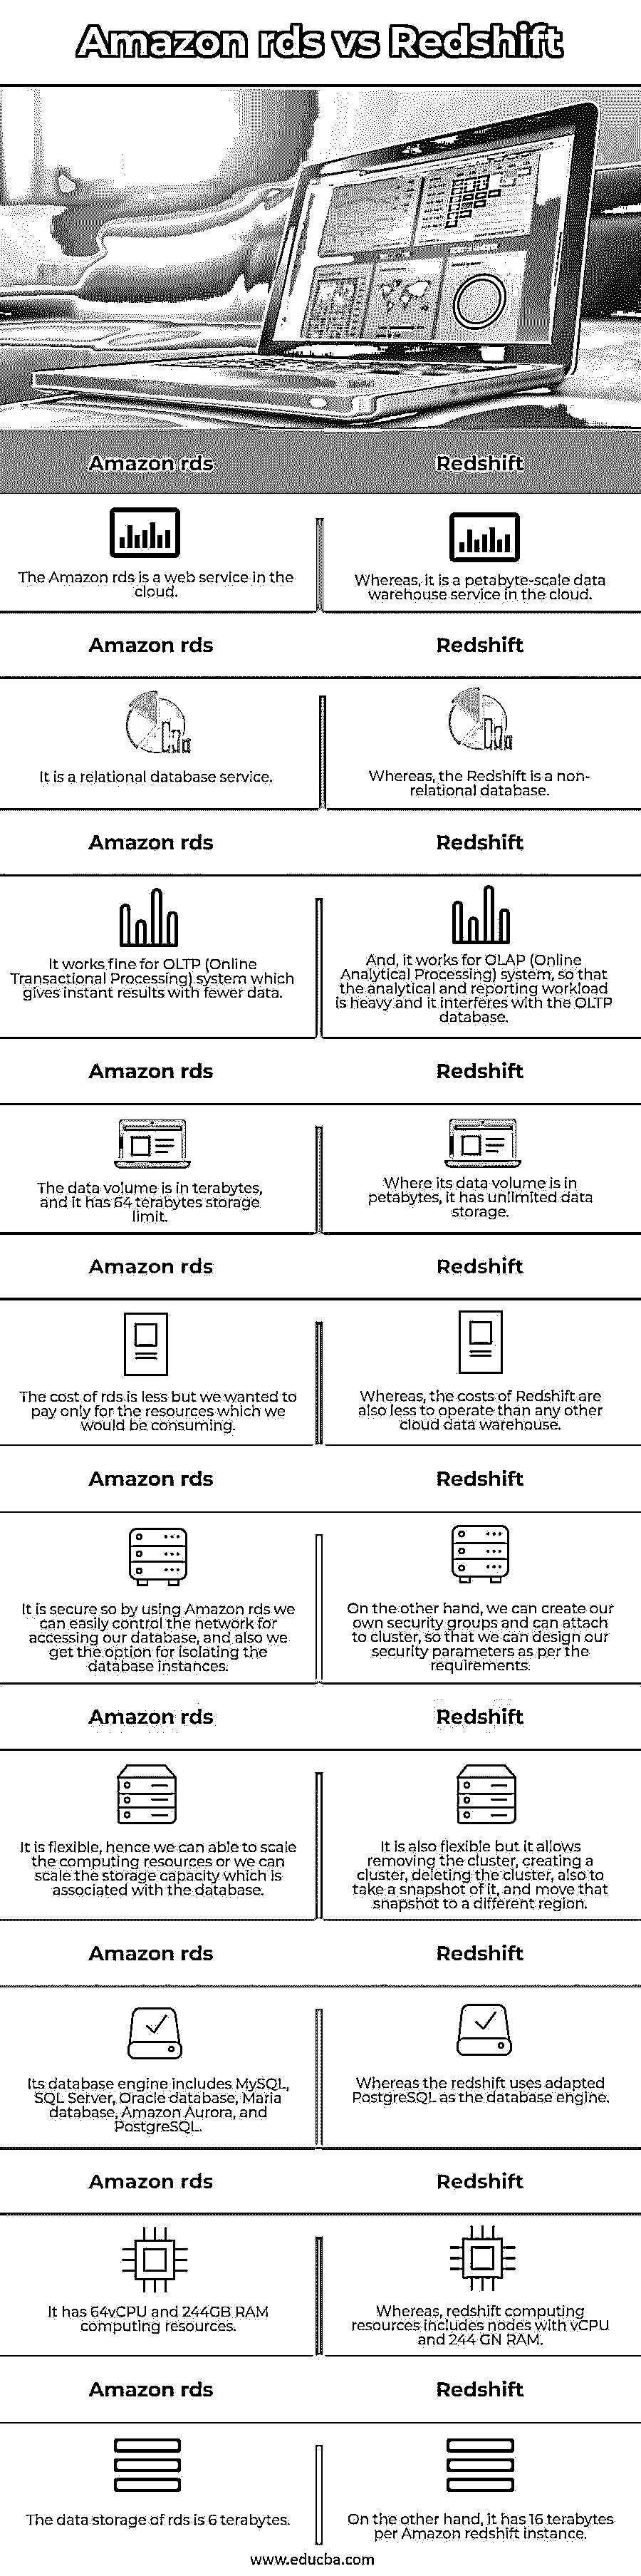 Amazon rds vs Redshift
Amazon rds
Redshift
The Amazon rds is a web service in the
cloud.
Whereas, it is a petabyte-scale data
warehouse service in the cloud.
Amazon rds
Redshift
It is a relational database service.
Whereas, the Redshift is a non-
relational database.
Amazon rds
Redshift
It works fine for OLTP (Online
Transactional Processing) system which
gives instant results with fewer data.
And, it works for OLAP (Online
Analytical Processing) system, so that
the analytical and reporting workload
is heavy and it interferes with the OLTP
database.
Amazon rds
Redshift
The data volume is in terabytes,
and it has 64 terabytes storage
limit.
Where its data volume is in
petabytes, it has unlimited data
storage.
Amazon rds
Redshift
The cost of rds is less but we wanted to
pay only for the resources which we
would be consuming.
Whereas, the costs of Redshift are
also less to operate than any other
cloud data warehouse.
Amazon rds
Redshift
It is secure so by using Amazon rds we
can easily control the network for
accessing our database, and also we
get the option for isolating the
database instances.
On the other hand, we can create our
own security groups and can attach
to cluster, so that we can design our
security parameters as per the
requirements.
Amazon rds
Redshift
It is flexible, hence we can able to scale
the computing resources or we can
scale the storage capacity which is
associated with the database.
It is also flexible but it allows
removing the cluster, creating a
cluster, deleting the cluster, also to
take a snapshot of it, and move that
snapshot to a different region.
Amazon rds
Redshift
Its database engine includes MySQL,
SQL Server, Oracle database, Maria
database, Amazon Aurora, and
PostgreSQL.
Whereas the redshift uses adapted
PostgreSQL as the database engine.
Amazon rds
Redshift
It has 64vCPU and 244GB RAM
computing resources.
Whereas, redshift computing
resources includes nodes with vCPU
and 244 GN RAM.
Amazon rds
Redshift
The data storage of rds is 6 terabytes.
On the other hand, it has 16 terabytes
per Amazon redshift instance.
www.educba.com